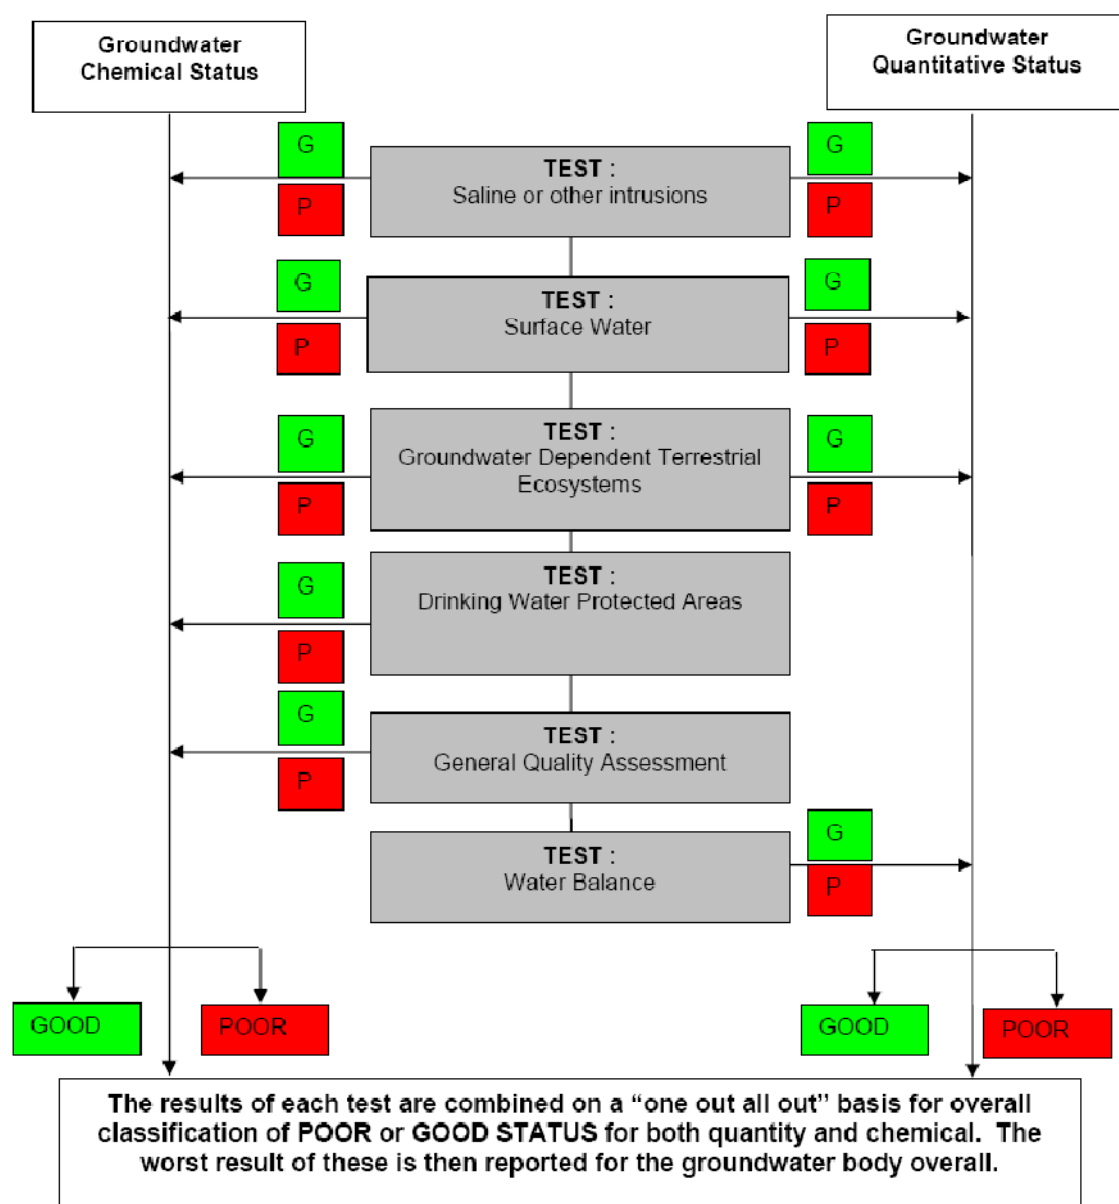 Groundwater
Chemical Status
Groundwater
Quantitative Status
G
G
TEST :
Saline or other intrusions
P
P
G
G
TEST :
Surface Water
P
P
G
G
TEST :
Groundwater Dependent Terrestrial
Ecosystems
P
P
G
TEST :
Drinking Water Protected Areas
P
G
TEST :
General Quality Assessment
P
G
TEST :
Water Balance
P
GOOD
POOR
GOOD
POOR
The results of each test are combined on a “one out all out” basis for overall
classification of POOR or GOOD STATUS for both quantity and chemical.  The
worst result of these is then reported for the groundwater body overall.